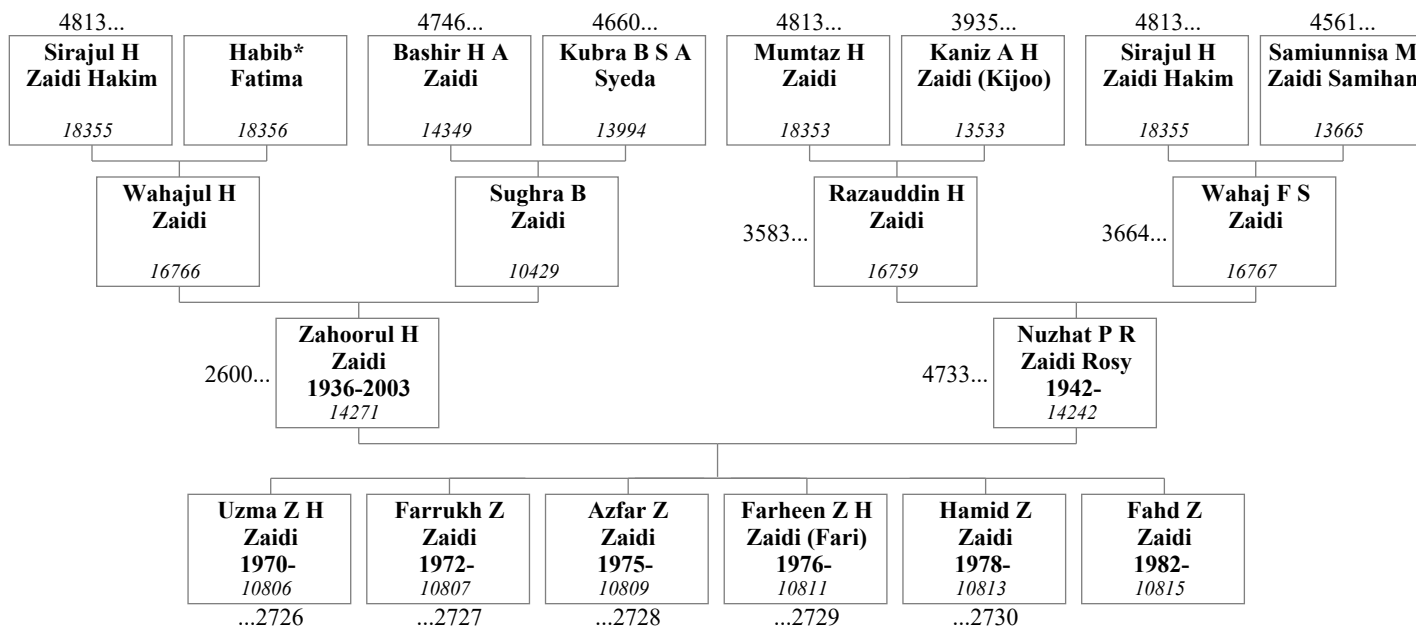 4813...
4746...
4660...
4813...
3935...
4813...
4561...
Sirajul H
Zaidi Hakim
18355
Habib*
Fatima
18356
Bashir H A
Zaidi
14349
Kubra B S A
Syeda
13994
Mumtaz H
Zaidi
18353
Kaniz A H
Zaidi (Kijoo)
13533
Sirajul H
Zaidi Hakim
18355
Samiunnisa M
Zaidi Samihan
13665
Wahajul H
Zaidi
16766
Sughra B
Zaidi
10429
3583...
Razauddin H
Zaidi
16759
3664...
Wahaj F S
Zaidi
16767
2600...
Zahoorul H
Zaidi
1936-2003
14271
4733...
Nuzhat P R
Zaidi Rosy
1942-
14242
Uzma Z H
Zaidi
1970-
10806
...2726
Farrukh Z
Zaidi
1972-
10807
...2727
Azfar Z
Zaidi
1975-
10809
...2728
Farheen Z H
Zaidi (Fari)
1976-
10811
...2729
Hamid Z
Zaidi
1978-
10813
...2730
Fahd Z
Zaidi
1982-
10815